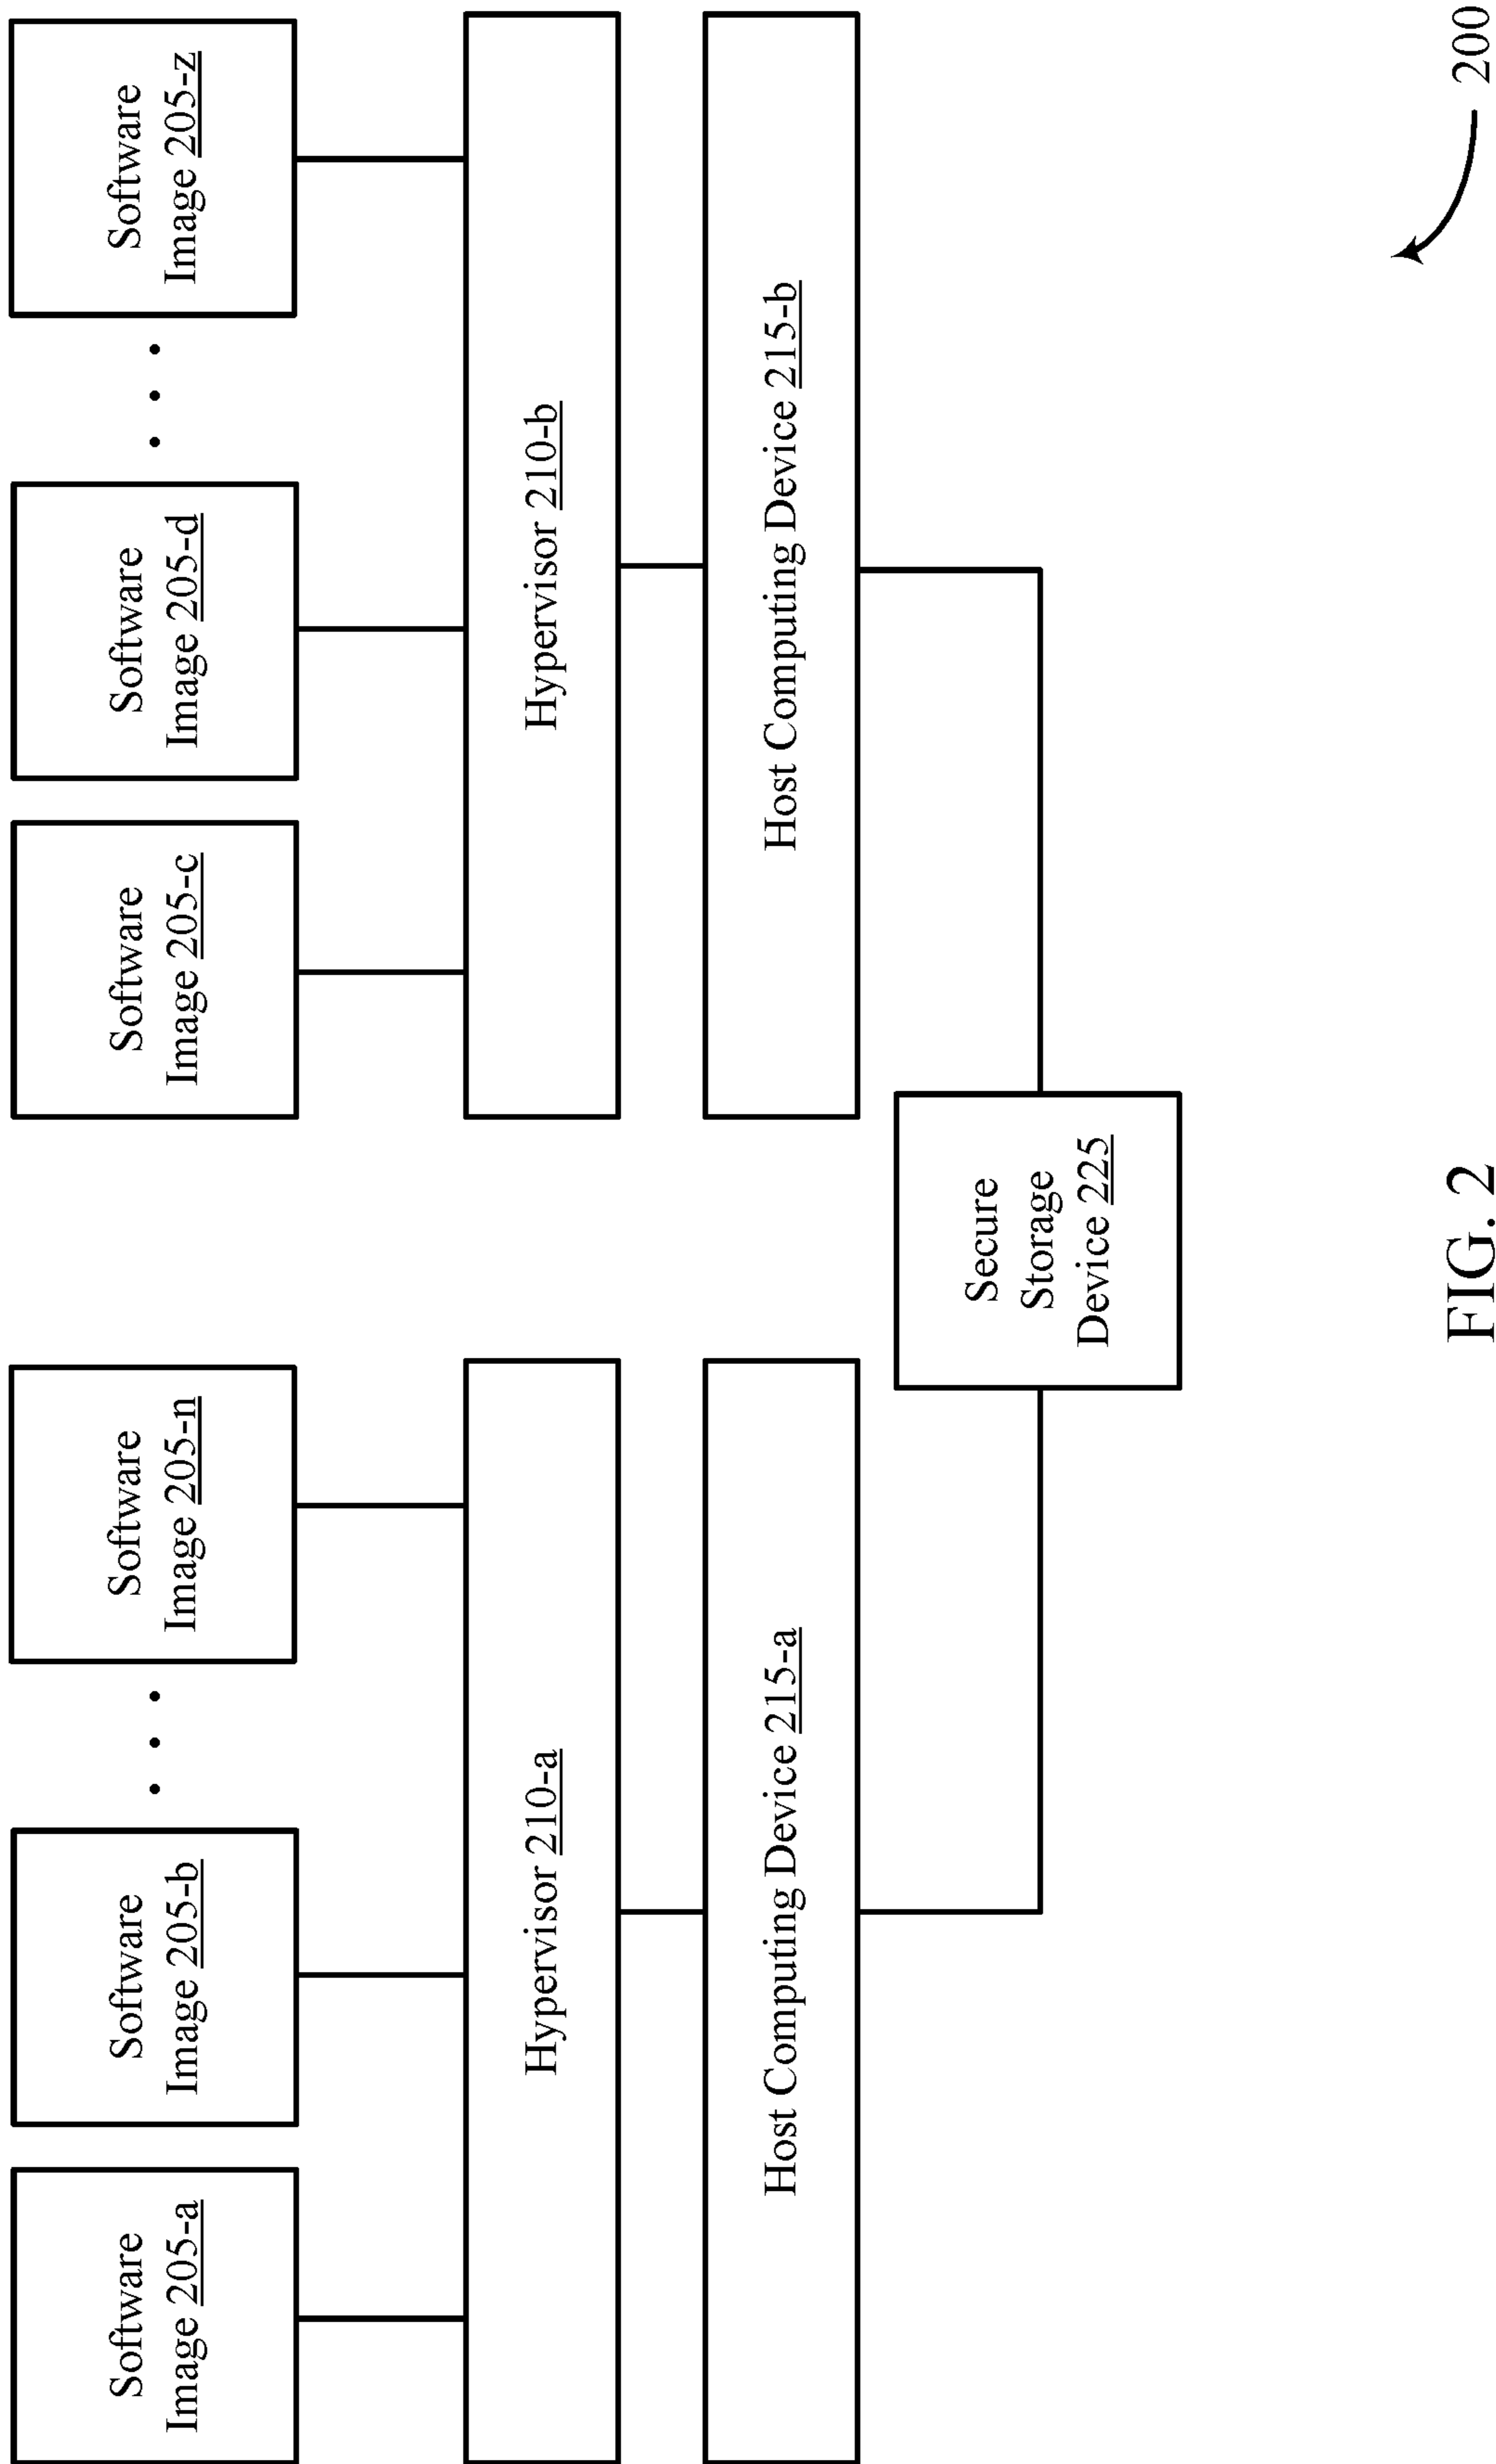 Software
Image 205-a
Software
Image 205-b
. . .
Software
Image 205-n
Software
Image 205-c
Software
Image 205-d
. . .
Software
Image 205-z
Hypervisor 210-a
Hypervisor 210-b
Host Computing Device 215-a
Host Computing Device 215-b
Secure
Storage
Device 225
200
FIG. 2